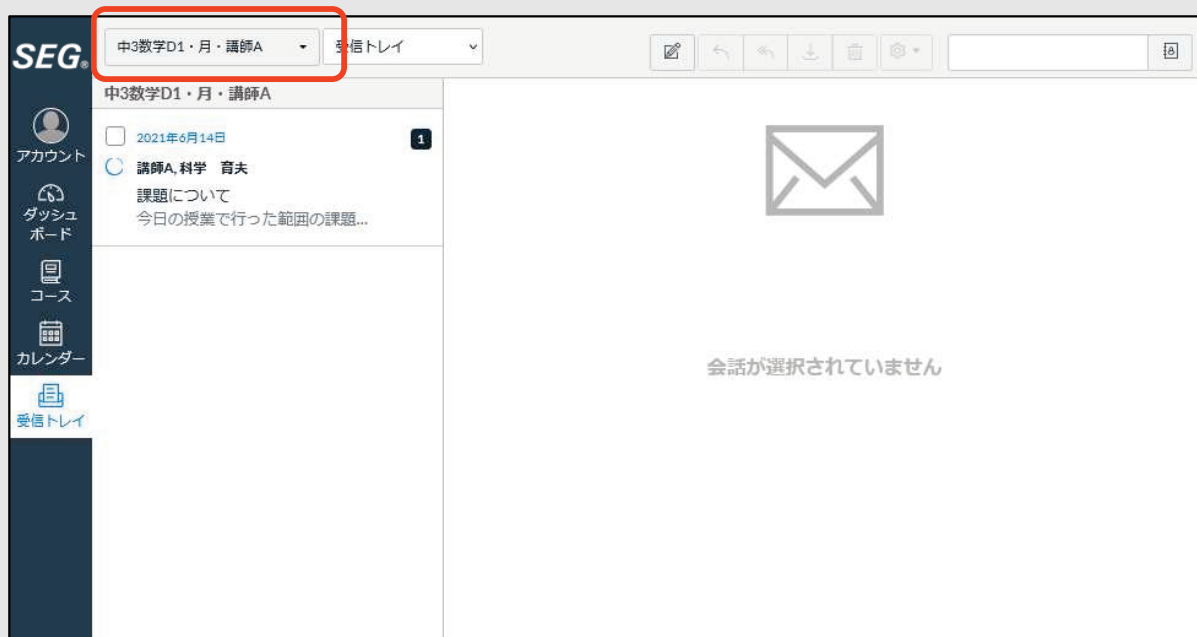 SEG®
中3数学D1・月・講師A
受信トレイ
中3数学D1・月・講師A
2021年6月14日
1
講師A, 科学　育夫
課題について
今日の授業で行った範囲の課題...
アカウント
ダッシュ
ボード
コース
カレンダー
受信トレイ
会話が選択されていません